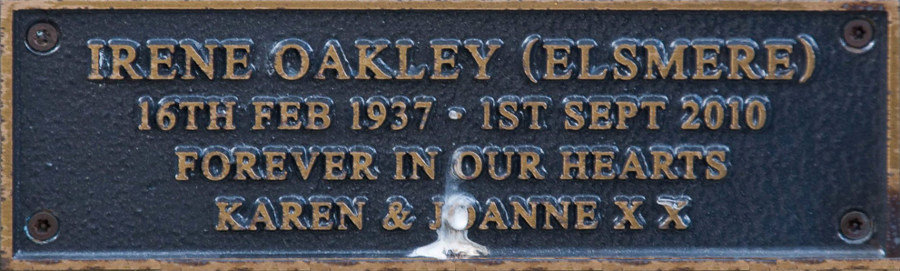 IRENE OAKLEY (ELSMERE)
16TH FEB 1937 · 1ST SEPT 2010
FOREVER IN OUR HEARTS
KAREN & JOANNE X X